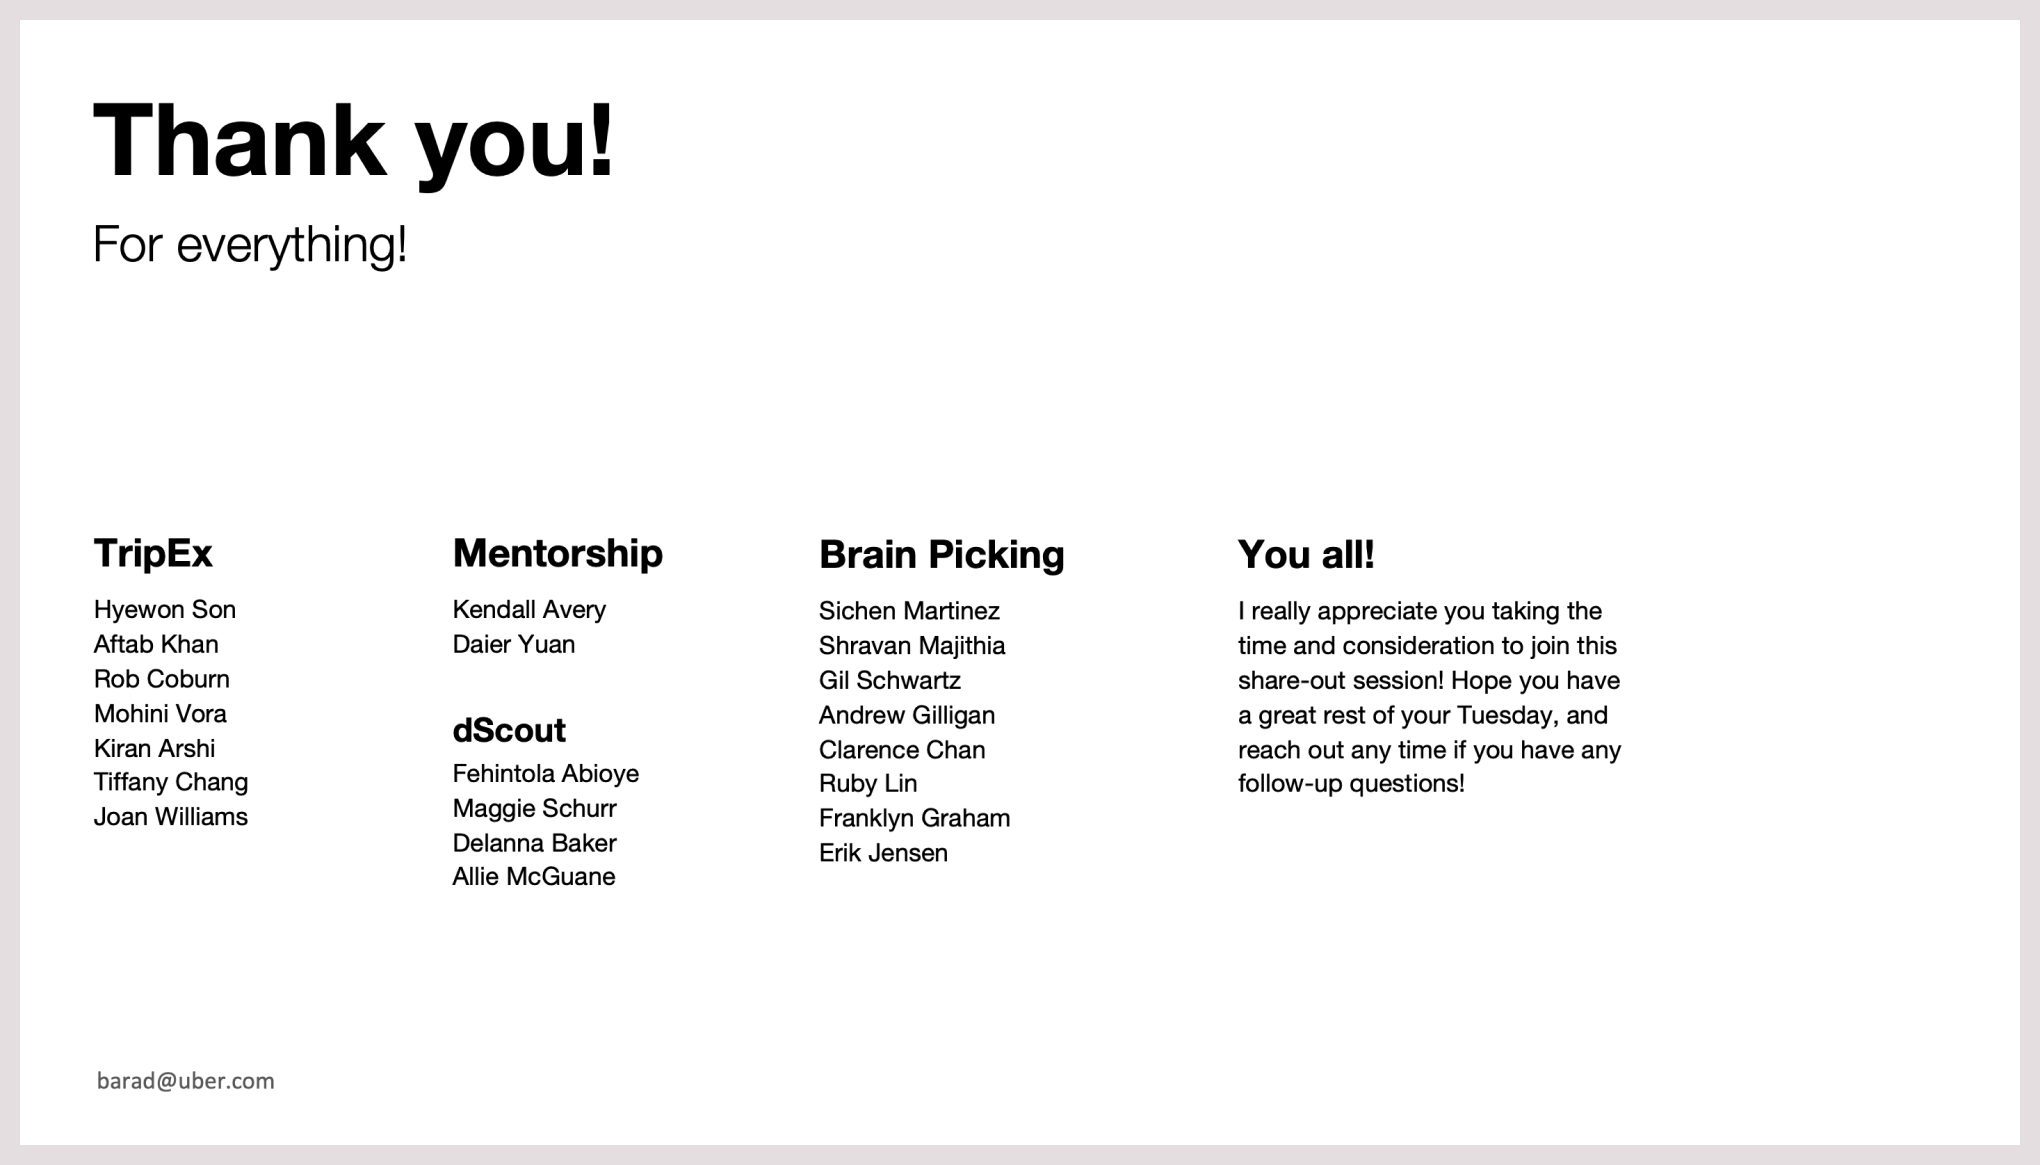 Thank you!
For everything!
TripEx
Hyewon Son
Aftab Khan
Rob Coburn
Mohini Vora
Kiran Arshi
Tiffany Chang
Joan Williams
Mentorship
Kendall Avery
Daier Yuan
dScout
Fehintola Abioye
Maggie Schurr
Delanna Baker
Allie McGuane
Brain Picking
Sichen Martinez
Shravan Majithia
Gil Schwartz
Andrew Gilligan
Clarence Chan
Ruby Lin
Franklyn Graham
Erik Jensen
You all!
I really appreciate you taking the
time and consideration to join this
share-out session! Hope you have
a great rest of your Tuesday, and
reach out any time if you have any
follow-up questions!
barad@uber.com